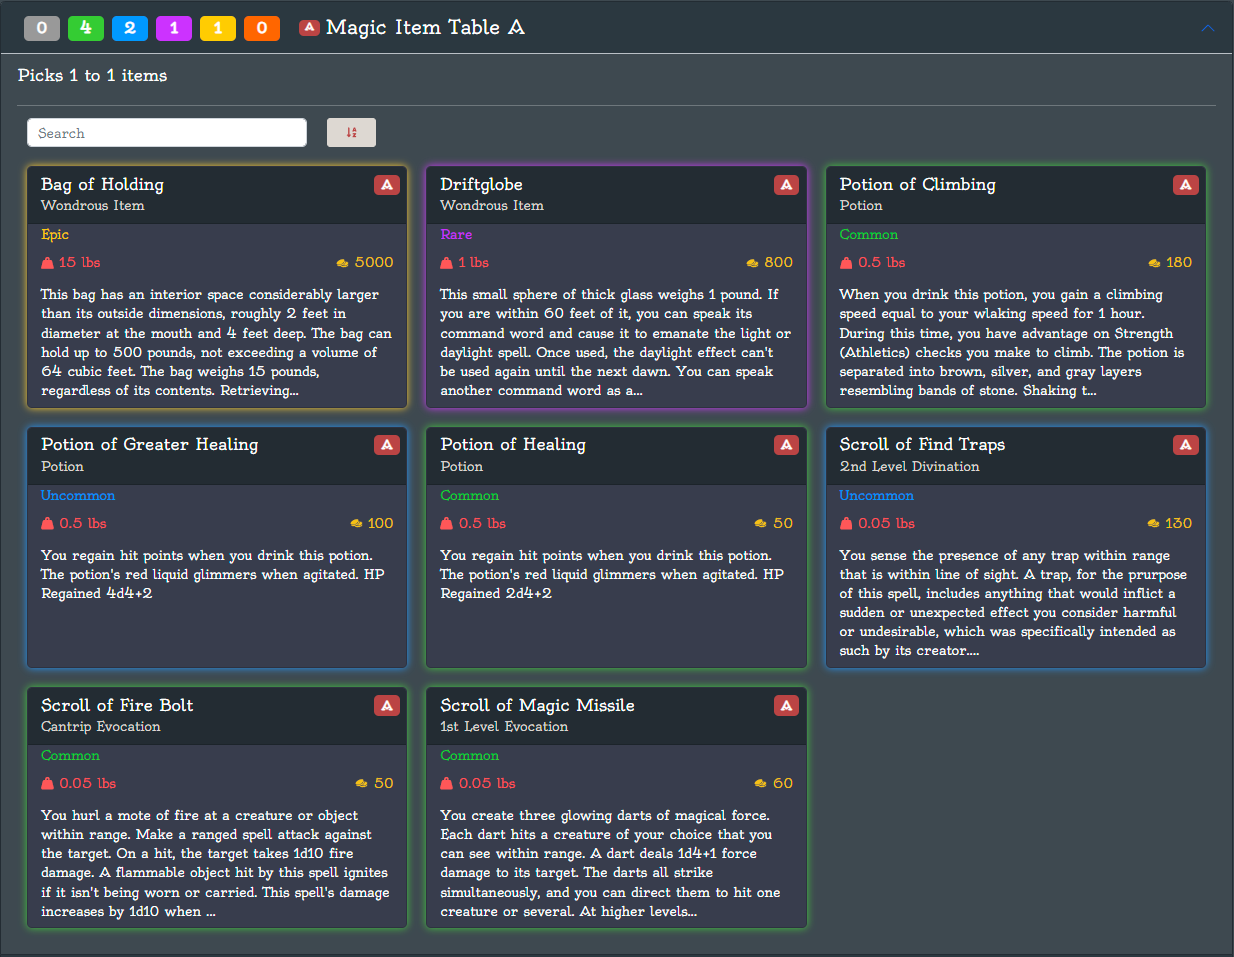 0 4 2 1 1 0 A Magic Item Table A
Picks 1 to 1 items
Search
Bag of Holding A
Wondrous Item
Epic
15 lbs 5000
This bag has an interior space considerably larger
than its outside dimensions, roughly 2 feet in
diameter at the mouth and 4 feet deep. The bag can
hold up to 500 pounds, not exceeding a volume of
64 cubic feet. The bag weighs 15 pounds,
regardless of its contents. Retrieving...
Driftglobe A
Wondrous Item
Rare
1 lbs 800
This small sphere of thick glass weighs 1 pound. If
you are within 60 feet of it, you can speak its
command word and cause it to emanate the light or
daylight spell. Once used, the daylight effect can't
be used again until the next dawn. You can speak
another command word as a...
Potion of Climbing A
Potion
Common
0.5 lbs 180
When you drink this potion, you gain a climbing
speed equal to your wlaking speed for 1 hour.
During this time, you have advantage on Strength
(Athletics) checks you make to climb. The potion is
separated into brown, silver, and gray layers
resembling bands of stone. Shaking t...
Potion of Greater Healing A
Potion
Uncommon
0.5 lbs 100
You regain hit points when you drink this potion.
The potion's red liquid glimmers when agitated. HP
Regained 4d4+2
Potion of Healing A
Potion
Common
0.5 lbs 50
You regain hit points when you drink this potion.
The potion's red liquid glimmers when agitated. HP
Regained 2d4+2
Scroll of Find Traps A
2nd Level Divination
Uncommon
0.05 lbs 130
You sense the presence of any trap within range
that is within line of sight. A trap, for the prurpose
of this spell, includes anything that would inflict a
sudden or unexpected effect you consider harmful
or undesirable, which was specifically intended as
such by its creator....
Scroll of Fire Bolt A
Cantrip Evocation
Common
0.05 lbs 50
You hurl a mote of fire at a creature or object
within range. Make a ranged spell attack against
the target. On a hit, the target takes 1d10 fire
damage. A flammable object hit by this spell ignites
if it isn't being worn or carried. This spell's damage
increases by 1d10 when ...
Scroll of Magic Missile A
1st Level Evocation
Common
0.05 lbs 60
You create three glowing darts of magical force.
Each dart hits a creature of your choice that you
can see within range. A dart deals 1d4+1 force
damage to its target. The darts all strike
simultaneously, and you can direct them to hit one
creature or several. At higher levels...